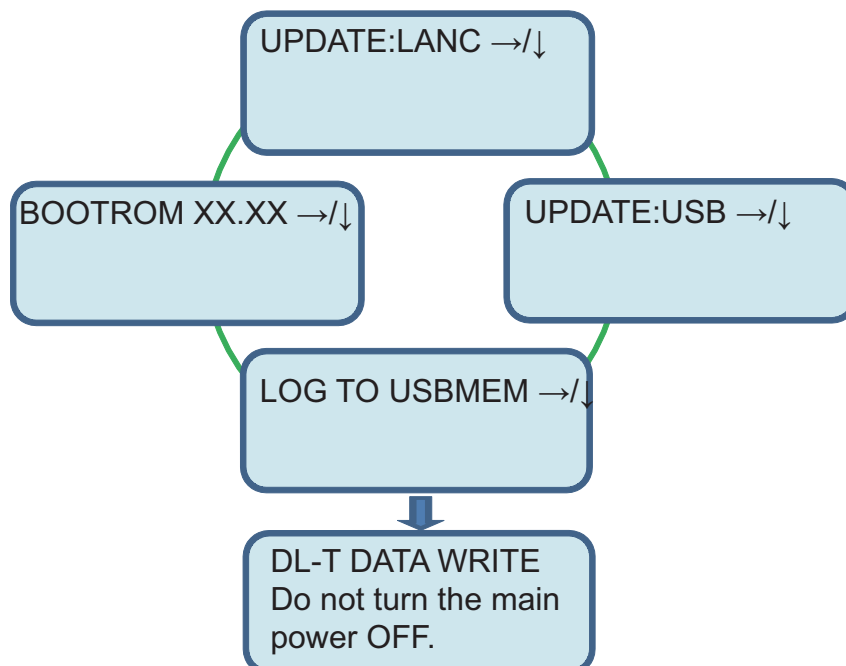 UPDATE:LANC →/↓
BOOTROM XX.XX →/↓
UPDATE:USB →/↓
LOG TO USBMEM →/↓
DL-T DATA WRITE
Do not turn the main
power OFF.